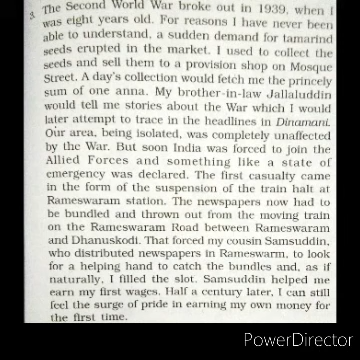 3. The Second World War broke out in 1939, when I
was eight years old. For reasons I have never been
able to understand, a sudden demand for tamarind
seeds erupted in the market. I used to collect the
seeds and sell them to a provision shop on Mosque
Street. A day's collection would fetch me the princely
sum of one anna. My brother-in-law Jallaluddin
would tell me stories about the War which I would
later attempt to trace in the headlines in Dinamani.
Our area, being isolated, was completely unaffected
by the War. But soon India was forced to join the
Allied Forces and something like a state of
emergency was declared. The first casualty came
in the form of the suspension of the train halt at
Rameswaram station. The newspapers now had to
be bundled and thrown out from the moving train
on the Rameswaram Road between Rameswaram
and Dhanuskodi. That forced my cousin Samsuddin,
who distributed newspapers in Rameswarm, to look
for a helping hand to catch the bundles and, as if
naturally, I filled the slot. Samsuddin helped me
earn my first wages. Half a century later, I can still
feel the surge of pride in earning my own money for
the first time.
PowerDirector